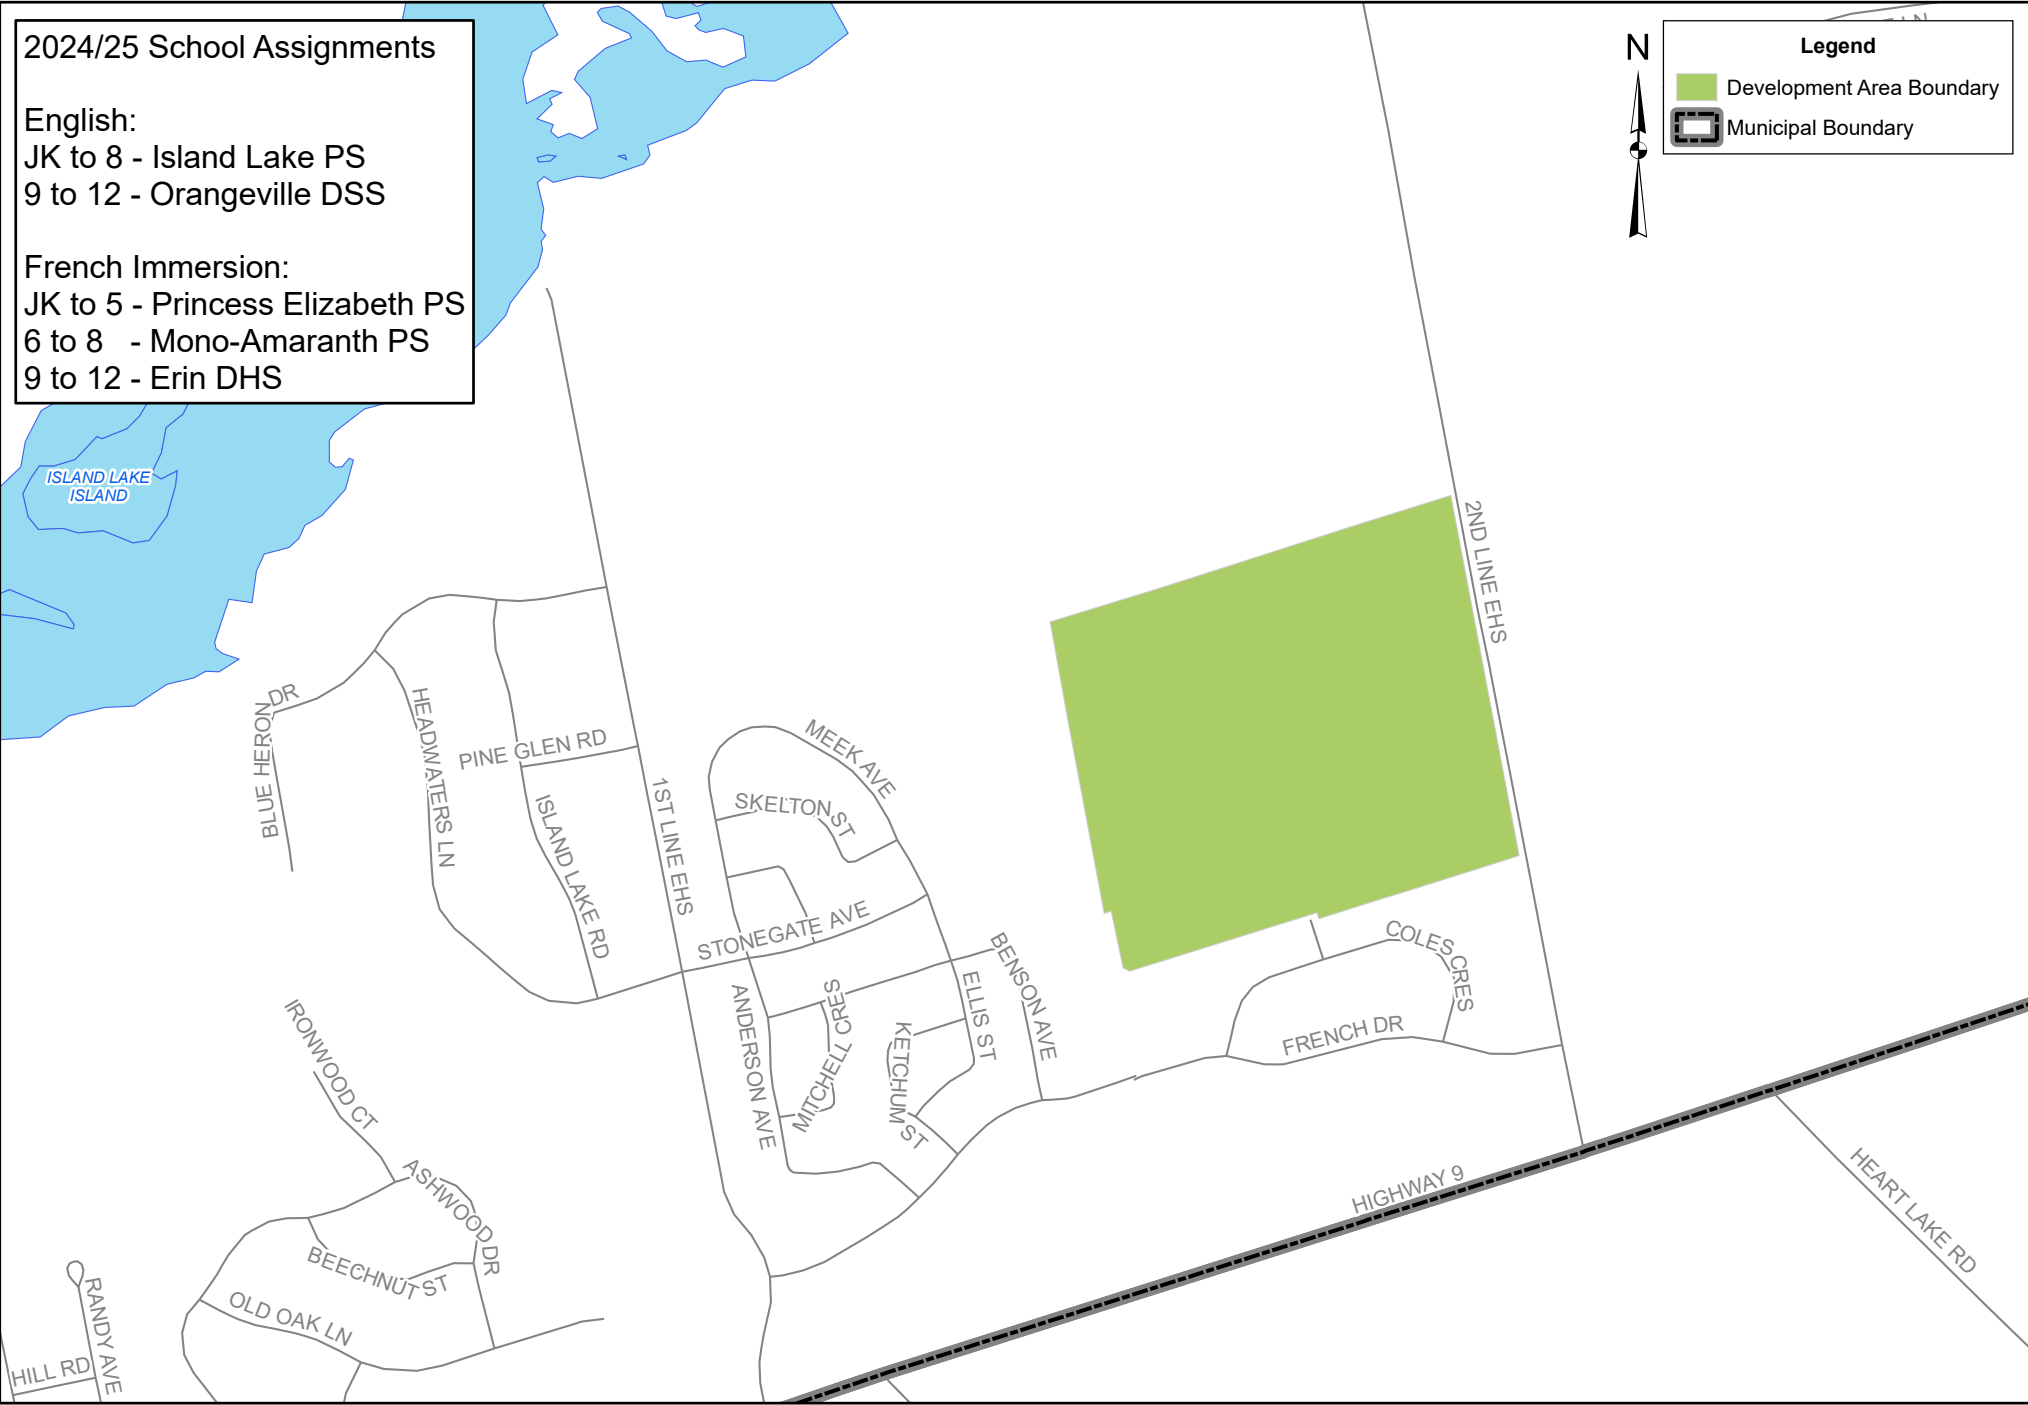 2024/25 School Assignments
English:
JK to 8 - Island Lake PS
9 to 12 - Orangeville DSS
French Immersion:
JK to 5 - Princess Elizabeth PS
6 to 8 - Mono-Amaranth PS
9 to 12 - Erin DHS
N
Legend
Development Area Boundary
Municipal Boundary
LN
ISLAND LAKE
ISLAND
2ND LINE EHS
BLUE HERON DR
HEADWATERS LN
PINE GLEN RD
ISLAND LAKE RD
1ST LINE EHS
MEEK AVE
SKELTON ST
STONEGATE AVE
ANDERSON AVE
MITCHELL CRES
KETCHUM ST
ELLIS ST
BENSON AVE
COLES CRES
FRENCH DR
IRONWOOD CT
ASHWOOD DR
BEECHNUT ST
OLD OAK LN
RANDY AVE
HILL RD
HIGHWAY 9
HEART LAKE RD